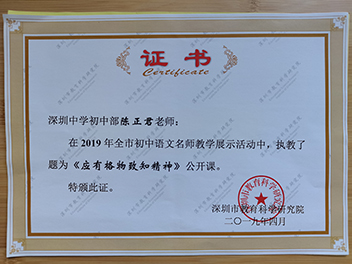 证书
Certificate
深圳中学初中部陈正君老师：
在2019年全市初中语文名师教学展示活动中，执教了
题为《应有格物致知精神》公开课。
特颁此证。
深圳市教育科学研究院
二〇一九年四月